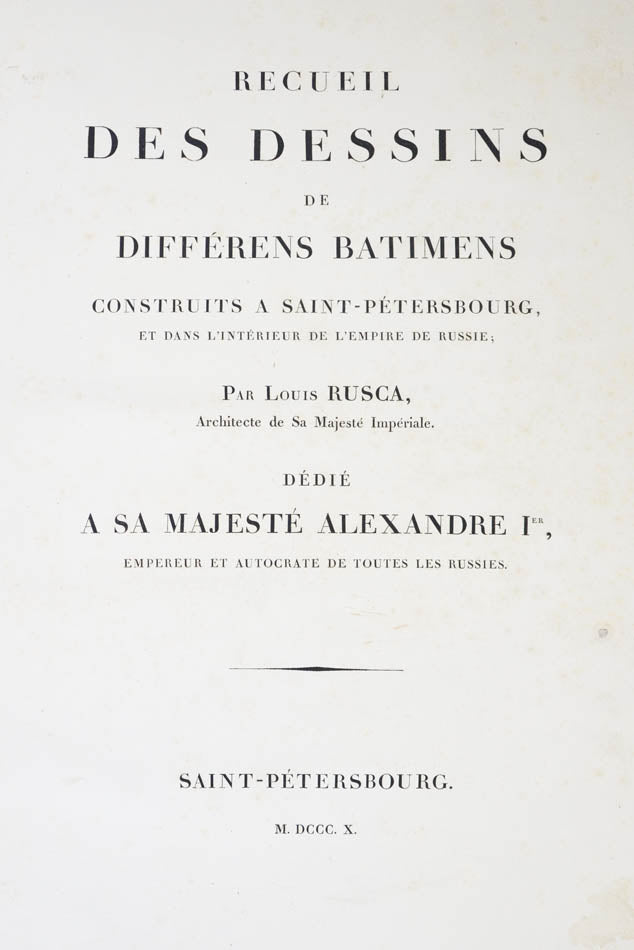 RECUEIL
DES DESSINS
DE
DIFFÉRENS BATIMENS
CONSTRUITS A SAINT-PÉTERSBOURG,
ET DANS L'INTÉRIEUR DE L'EMPIRE DE RUSSIE;
PAR LOUIS RUSCA,
Architecte de Sa Majesté Impériale.
DÉDIÉ
A SA MAJESTÉ ALEXANDRE IER,
EMPEREUR ET AUTOCRATE DE TOUTES LES RUSSIES.
SAINT-PÉTERSBOURG.
M. DCCC. X.